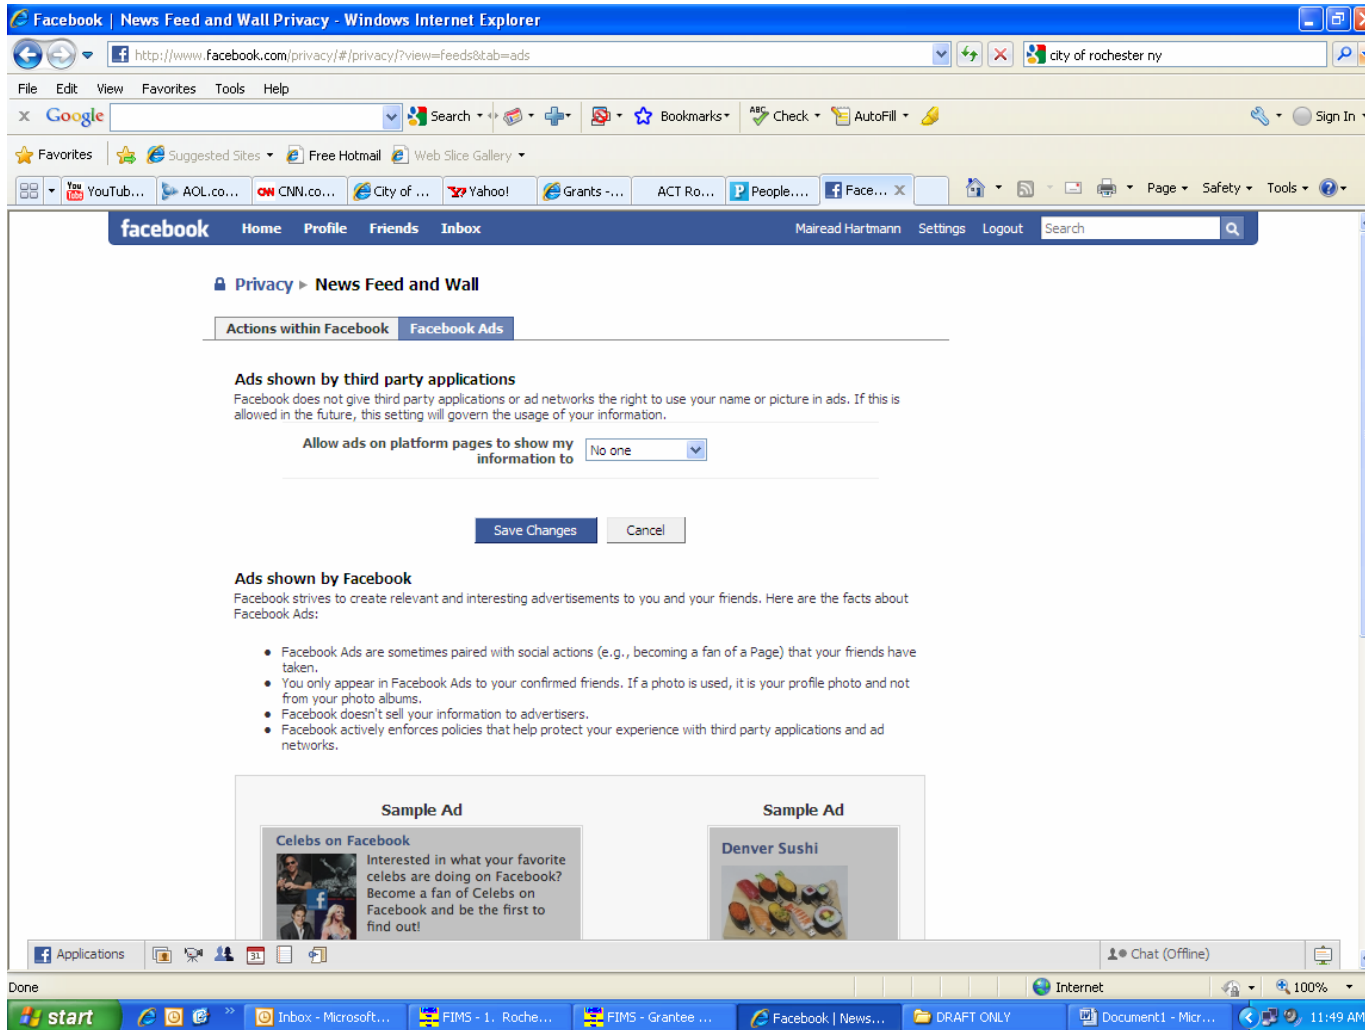 Facebook | News Feed and Wall Privacy - Windows Internet Explorer
http://www.facebook.com/privacy/#/privacy/?view=feeds&tab=ads
city of rochester ny
File Edit View Favorites Tools Help
x Google Search Bookmarks ABC Check AutoFill Sign In
Favorites Suggested Sites Free Hotmail Web Slice Gallery
You Tube YouTub... AOL.co... CNN CNN.co... City of ... Y? Yahoo! Grants -... ACT Ro... P People.... Face... X Page Safety Tools
facebook Home Profile Friends Inbox Mairead Hartmann Settings Logout Search
Privacy ▸ News Feed and Wall
Actions within Facebook Facebook Ads
Ads shown by third party applications
Facebook does not give third party applications or ad networks the right to use your name or picture in ads. If this is
allowed in the future, this setting will govern the usage of your information.
Allow ads on platform pages to show my
information to No one
Save Changes Cancel
Ads shown by Facebook
Facebook strives to create relevant and interesting advertisements to you and your friends. Here are the facts about
Facebook Ads:
• Facebook Ads are sometimes paired with social actions (e.g., becoming a fan of a Page) that your friends have
taken.
• You only appear in Facebook Ads to your confirmed friends. If a photo is used, it is your profile photo and not
from your photo albums.
• Facebook doesn't sell your information to advertisers.
• Facebook actively enforces policies that help protect your experience with third party applications and ad
networks.
Sample Ad Sample Ad
Celebs on Facebook
Interested in what your favorite
celebs are doing on Facebook?
Become a fan of Celebs on
Facebook and be the first to
find out!
Denver Sushi
Applications 31 Chat (Offline)
Done Internet 100%
start Inbox - Microsoft... FIMS - 1. Roche... FIMS - Grantee ... Facebook | News... DRAFT ONLY Document1 - Micr... 11:49 AM